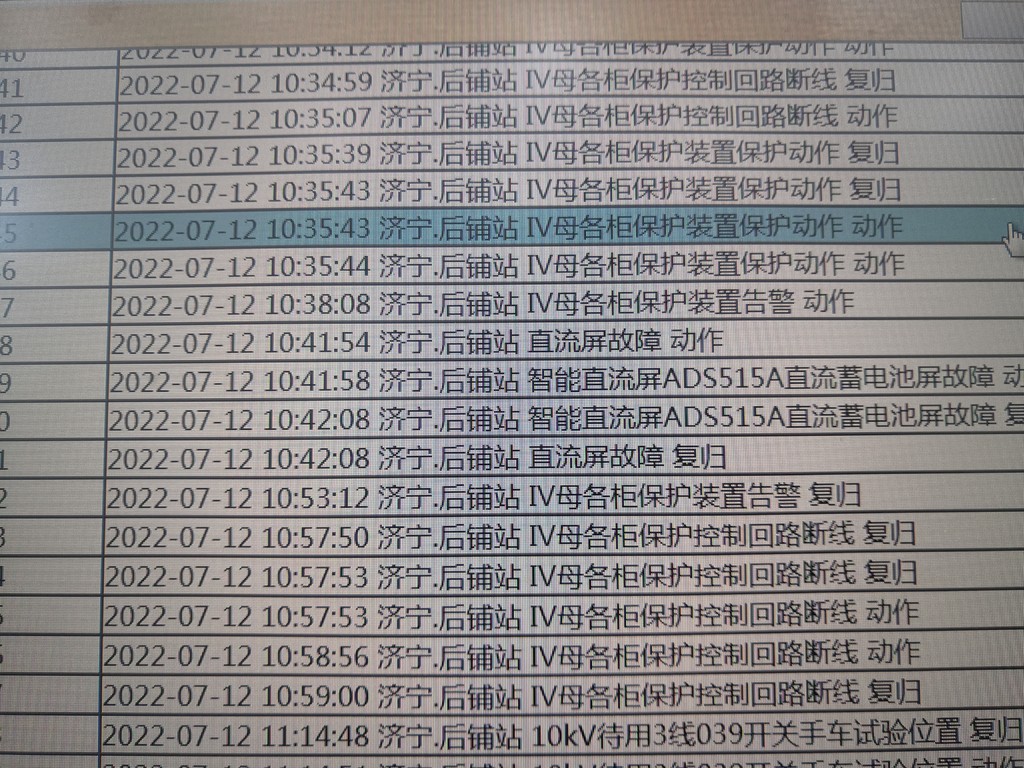 40 2022-07-12 10:34:12 济宁.后铺站 IV母各柜保护装置保护动作 动作
41 2022-07-12 10:34:59 济宁.后铺站 IV母各柜保护控制回路断线 复归
42 2022-07-12 10:35:07 济宁.后铺站 IV母各柜保护控制回路断线 动作
43 2022-07-12 10:35:39 济宁.后铺站 IV母各柜保护装置保护动作 复归
44 2022-07-12 10:35:43 济宁.后铺站 IV母各柜保护装置保护动作 复归
5 2022-07-12 10:35:43 济宁.后铺站 IV母各柜保护装置保护动作 动作
6 2022-07-12 10:35:44 济宁.后铺站 IV母各柜保护装置保护动作 动作
7 2022-07-12 10:38:08 济宁.后铺站 IV母各柜保护装置告警 动作
8 2022-07-12 10:41:54 济宁.后铺站 直流屏故障 动作
9 2022-07-12 10:41:58 济宁.后铺站 智能直流屏ADS515A直流蓄电池屏故障 动
0 2022-07-12 10:42:08 济宁.后铺站 智能直流屏ADS515A直流蓄电池屏故障 复
1 2022-07-12 10:42:08 济宁.后铺站 直流屏故障 复归
2 2022-07-12 10:53:12 济宁.后铺站 IV母各柜保护装置告警 复归
3 2022-07-12 10:57:50 济宁.后铺站 IV母各柜保护控制回路断线 复归
4 2022-07-12 10:57:53 济宁.后铺站 IV母各柜保护控制回路断线 复归
5 2022-07-12 10:57:53 济宁.后铺站 IV母各柜保护控制回路断线 动作
2022-07-12 10:58:56 济宁.后铺站 IV母各柜保护控制回路断线 动作
2022-07-12 10:59:00 济宁.后铺站 IV母各柜保护控制回路断线 复归
2022-07-12 11:14:48 济宁.后铺站 10kV待用3线039开关手车试验位置 复归